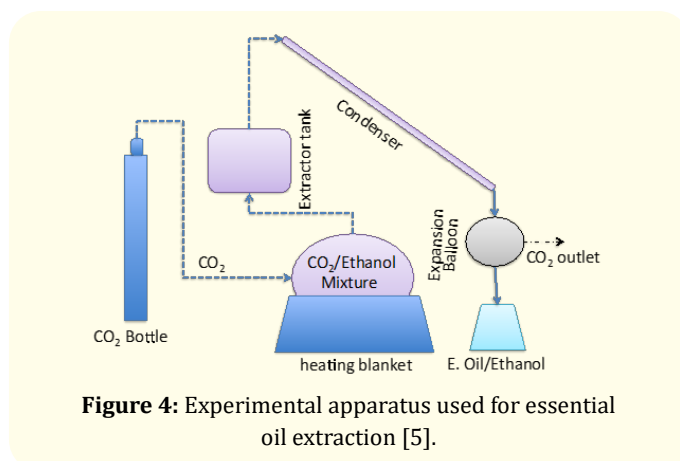 Extractor tank
Condenser
CO₂
CO₂/Ethanol
Mixture
Expansion
Balloon
CO₂ outlet
CO₂ Bottle
heating blanket
E. Oil/Ethanol
Figure 4: Experimental apparatus used for essential
oil extraction [5].